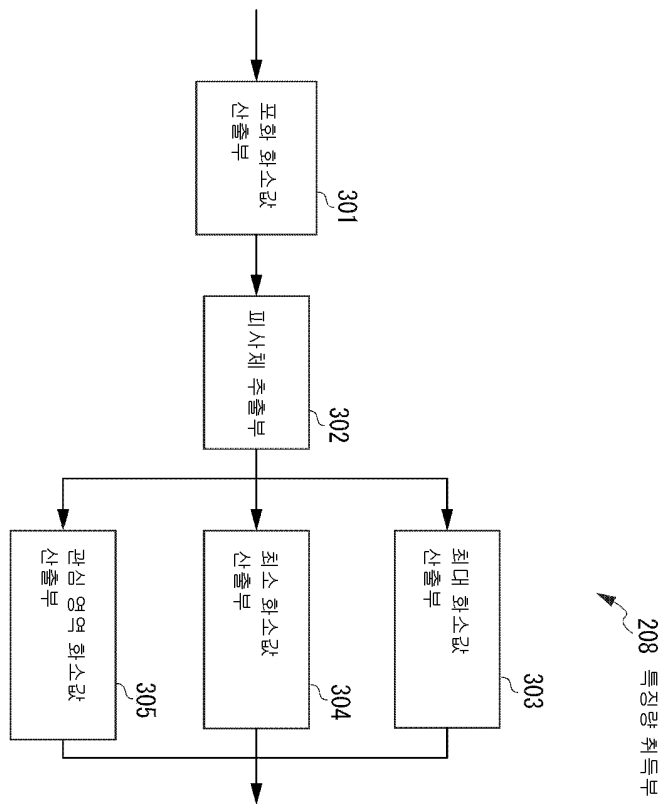 208 특징량 취득부
301
포화 화소값
산출부
302
피사체 추출부
303
최대 화소값
산출부
304
최소 화소값
산출부
305
관심 영역 화소값
산출부